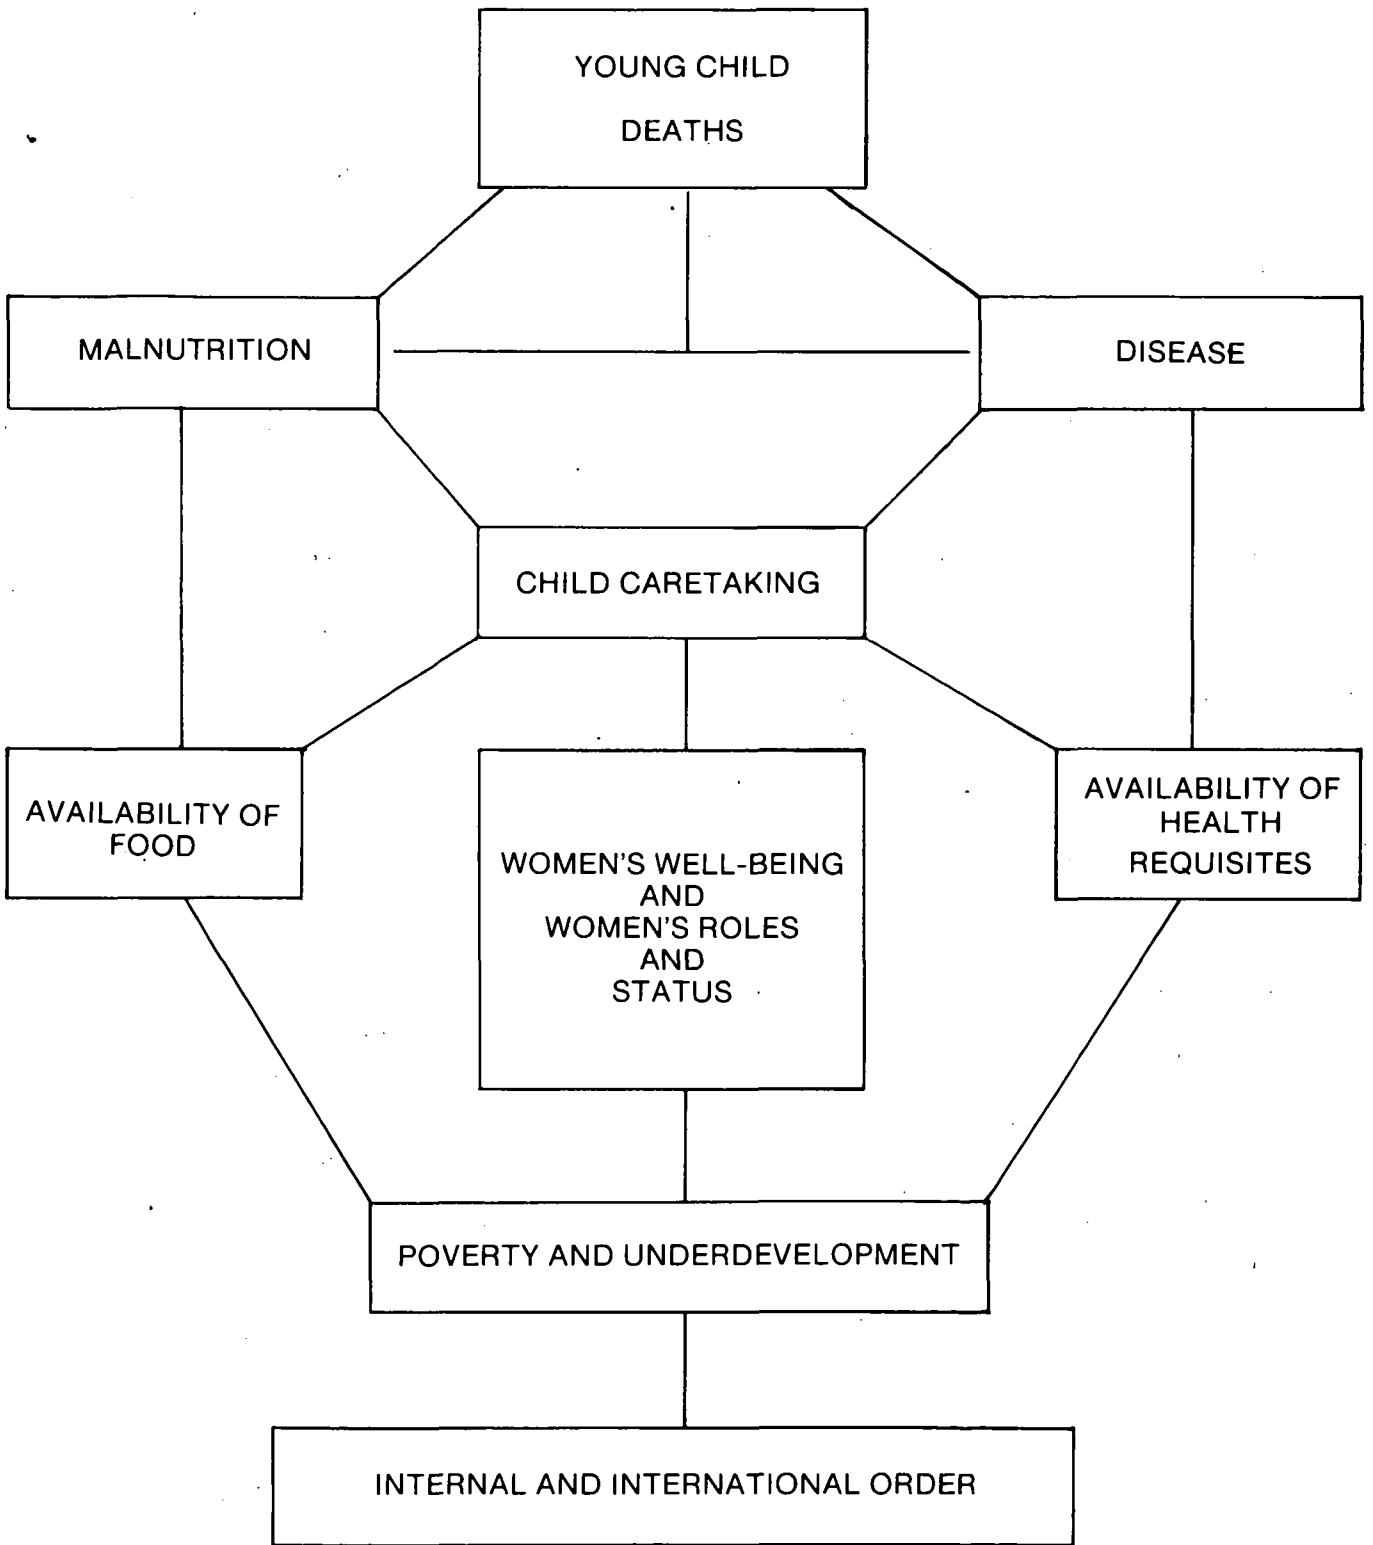 YOUNG CHILD
DEATHS
MALNUTRITION
DISEASE
CHILD CARETAKING
AVAILABILITY OF
FOOD
WOMEN'S WELL-BEING
AND
WOMEN'S ROLES
AND
STATUS
AVAILABILITY OF
HEALTH
REQUISITES
POVERTY AND UNDERDEVELOPMENT
INTERNAL AND INTERNATIONAL ORDER